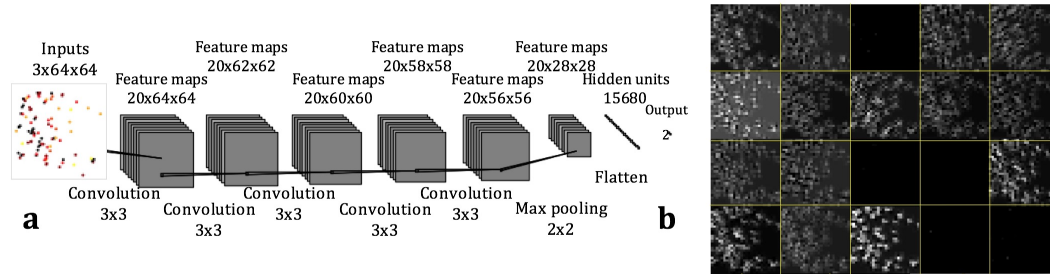 Inputs
3x64x64
Feature maps
20x64x64
Feature maps
20x62x62
Feature maps
20x60x60
Feature maps
20x58x58
Feature maps
20x56x56
Feature maps
20x28x28
Hidden units
15680
Output
2
Convolution
3x3
Convolution
3x3
Convolution
3x3
Convolution
3x3
Convolution
3x3
Max pooling
2x2
Flatten
a
b